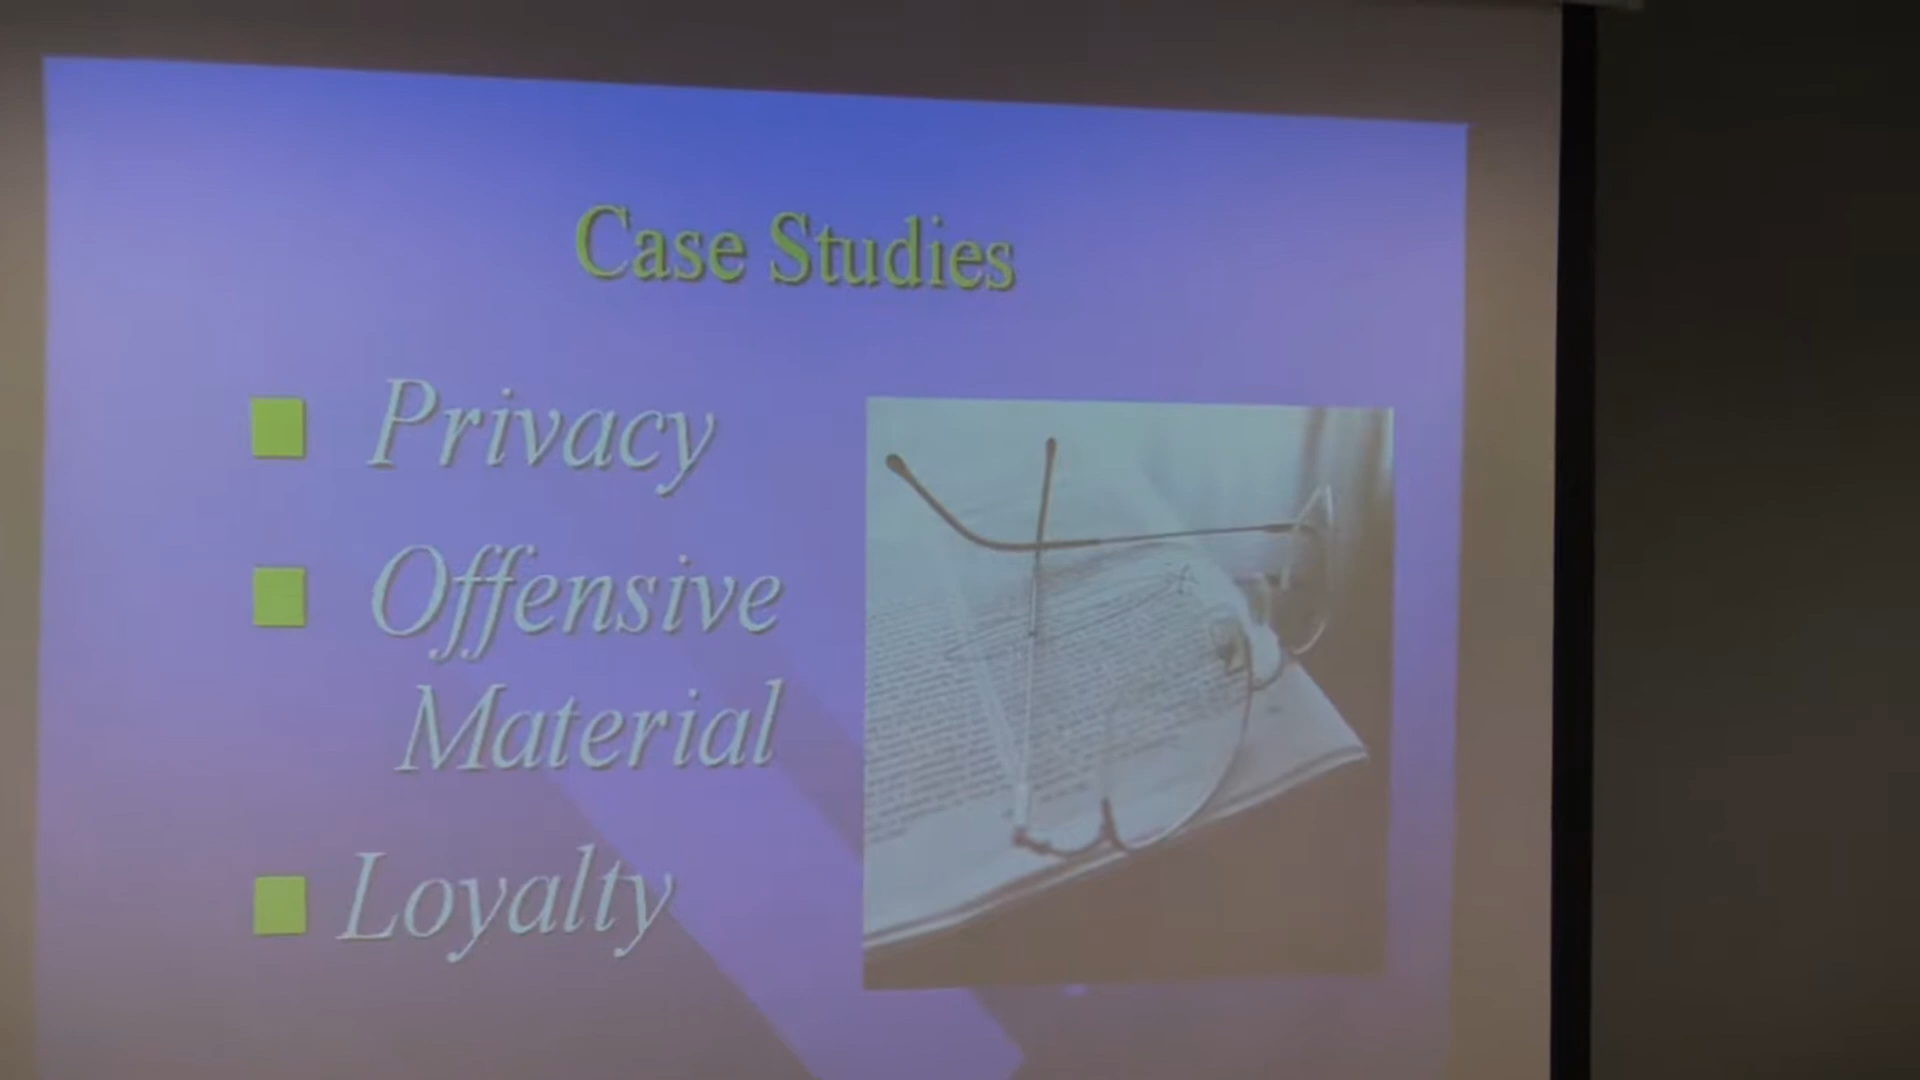 Case Studies
Privacy
Offensive
Material
Loyalty